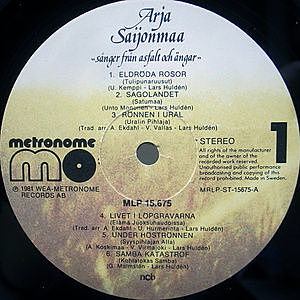 Arja
Saijonmaa
~sånger från asfalt och ängar~
1. ELDRÖDA ROSOR
(Tulipunaruusut)
(U. Kemppi - Lars Huldén)
2. SAGOLANDET
(Satumaa)
(Unto Mononen - Lars Huldén)
3. RÖNNEN I URAL
(Uralin Pihlaja)
(Trad. arr A. Ekdahl - V. Vallas - Lars Huldén)
metronome
mo
STEREO
1
All rights of the manufacturer
and of the owner of the recorded
work reserved. Unauthorised
public performance, broadcasting
and copying of this
record prohibited. Made in Sweden.
℗ 1981 WEA-METRONOME
RECORDS AB
MRLP-ST-15675-A
MLP 15.675
4. LIVET I LÖPGRAVARNA
(Elämä Juoksuhaudoissa)
(Trad. arr A. Ekdahl - U. Hurmerinta - Lars Huldén)
5. UNDER HÖSTRÖNNEN
(Syyspihlajan Alla)
(A. Koskimaa - V. Virmajoki - Lars Huldén)
6. SAMBA KATASTROF
(Kohtalokas Samba)
(G. Malmstén - Lars Huldén)
ncb